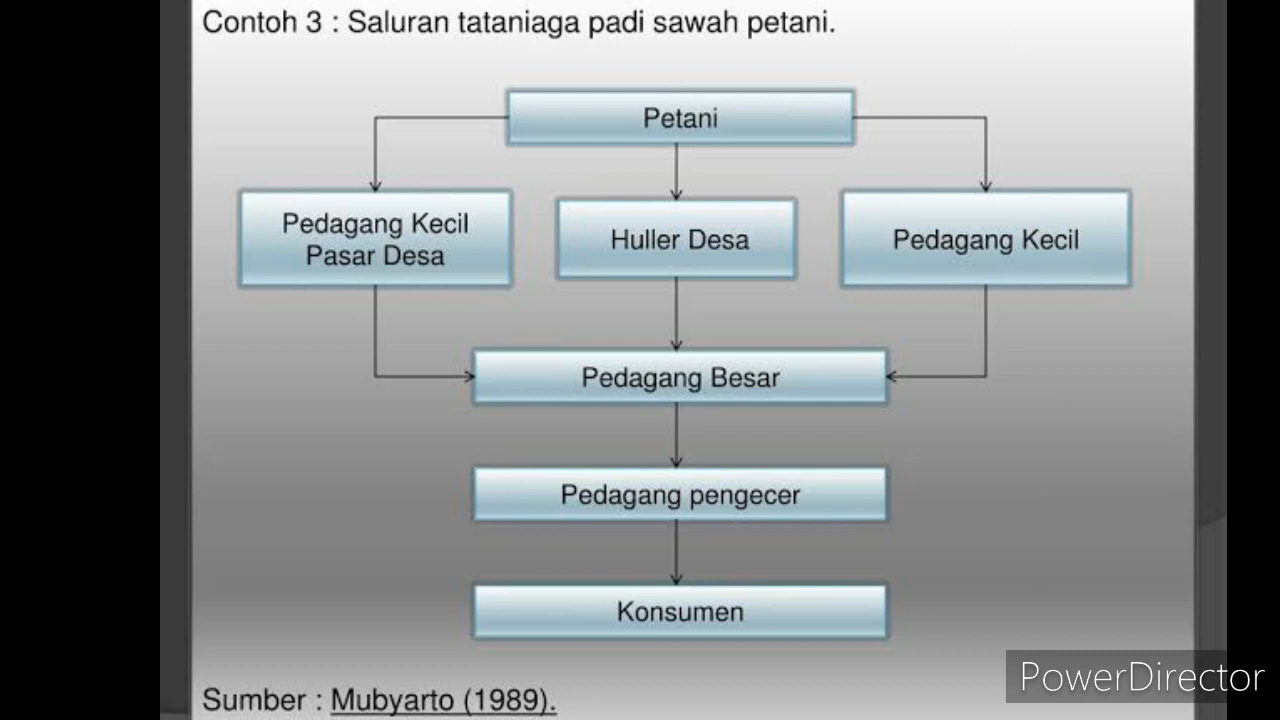 Contoh 3 : Saluran tataniaga padi sawah petani.
Petani
Pedagang Kecil
Pasar Desa
Huller Desa
Pedagang Kecil
Pedagang Besar
Pedagang pengecer
Konsumen
Sumber : Mubyarto (1989).
PowerDirector